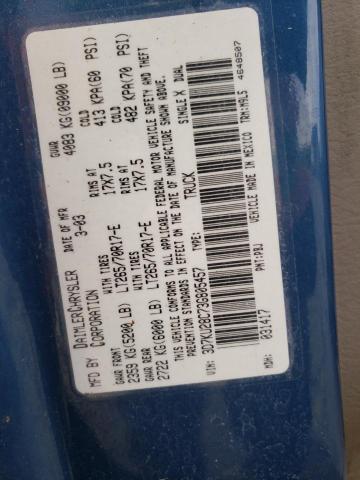 MFD BY DAIMLERCHRYSLER CORPORATION DATE OF MFR 3-03 GVWR 4083 KG(09000 LB)
GAWR FRONT WITH TIRES RIMS AT COLD
2359 KG(5200 LB) LT265/70R17-E 17X7.5 413 KPA(60 PSI)
GAWR REAR WITH TIRES RIMS AT COLD
2722 KG(6000 LB) LT265/70R17-E 17X7.5 482 KPA(70 PSI)
THIS VEHICLE CONFORMS TO ALL APPLICABLE FEDERAL MOTOR VEHICLE SAFETY AND THEFT
PREVENTION STANDARDS IN EFFECT ON THE DATE OF MANUFACTURE SHOWN ABOVE.
VIN: 3D7KU28C73G805457 TRUCK SINGLE X DUAL
MDH: 031417 PNT:PBJ VEHICLE MADE IN MEXICO TRM:M9L5 4648507